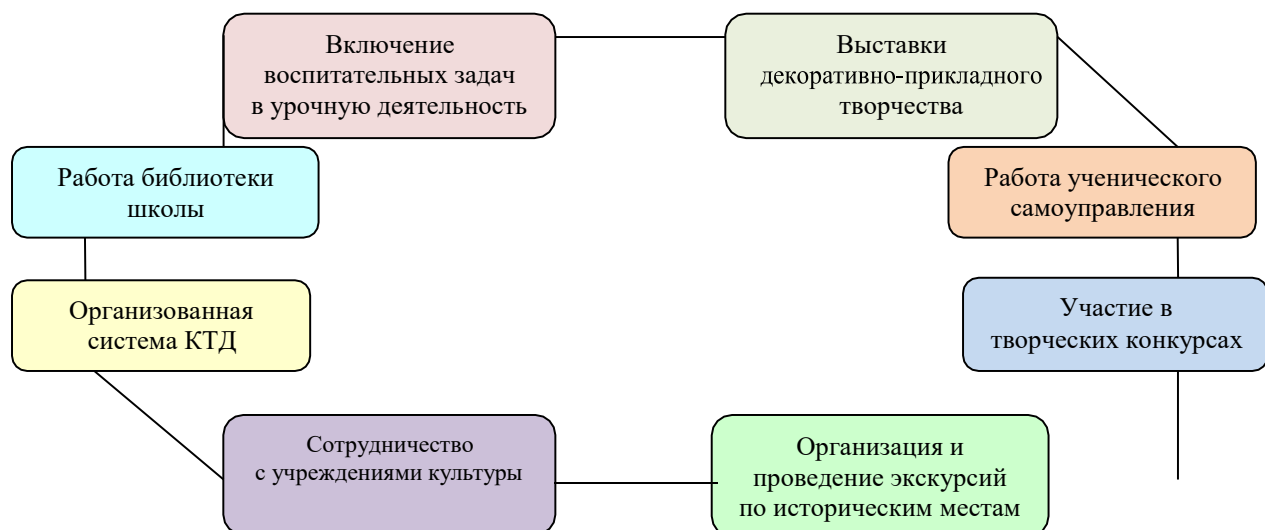 Включение
воспитательных задач
в урочную деятельность
Выставки
декоративно-прикладного
творчества
Работа библиотеки
школы
Работа ученического
самоуправления
Организованная
система КТД
Участие в
творческих конкурсах
Сотрудничество
с учреждениями культуры
Организация и
проведение экскурсий
по историческим местам